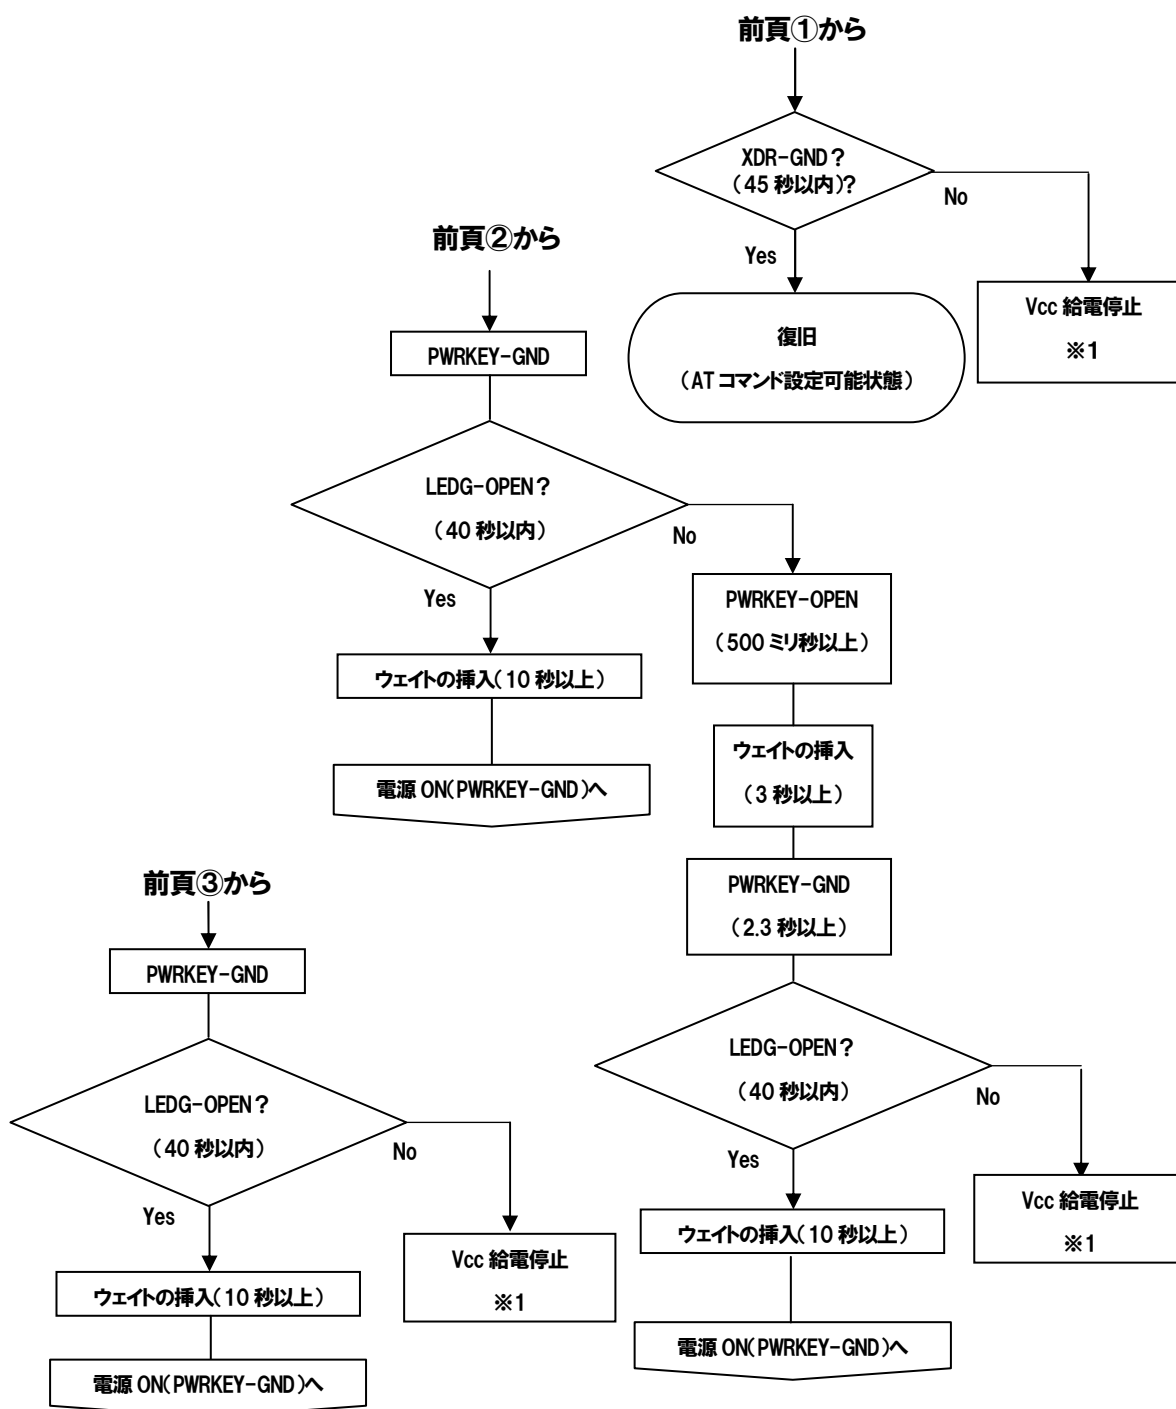 前頁①から
XDR-GND？
（45 秒以内）?
No
Yes
Vcc 給電停止
※1
復旧
（AT コマンド設定可能状態）
前頁②から
PWRKEY-GND
LEDG-OPEN？
（40 秒以内）
No
Yes
ウェイトの挿入（10 秒以上）
電源 ON（PWRKEY-GND）へ
PWRKEY-OPEN
（500 ミリ秒以上）
ウェイトの挿入
（3 秒以上）
PWRKEY-GND
（2.3 秒以上）
LEDG-OPEN？
（40 秒以内）
No
Yes
Vcc 給電停止
※1
ウェイトの挿入（10 秒以上）
電源 ON（PWRKEY-GND）へ
前頁③から
PWRKEY-GND
LEDG-OPEN？
（40 秒以内）
No
Yes
Vcc 給電停止
※1
ウェイトの挿入（10 秒以上）
電源 ON（PWRKEY-GND）へ